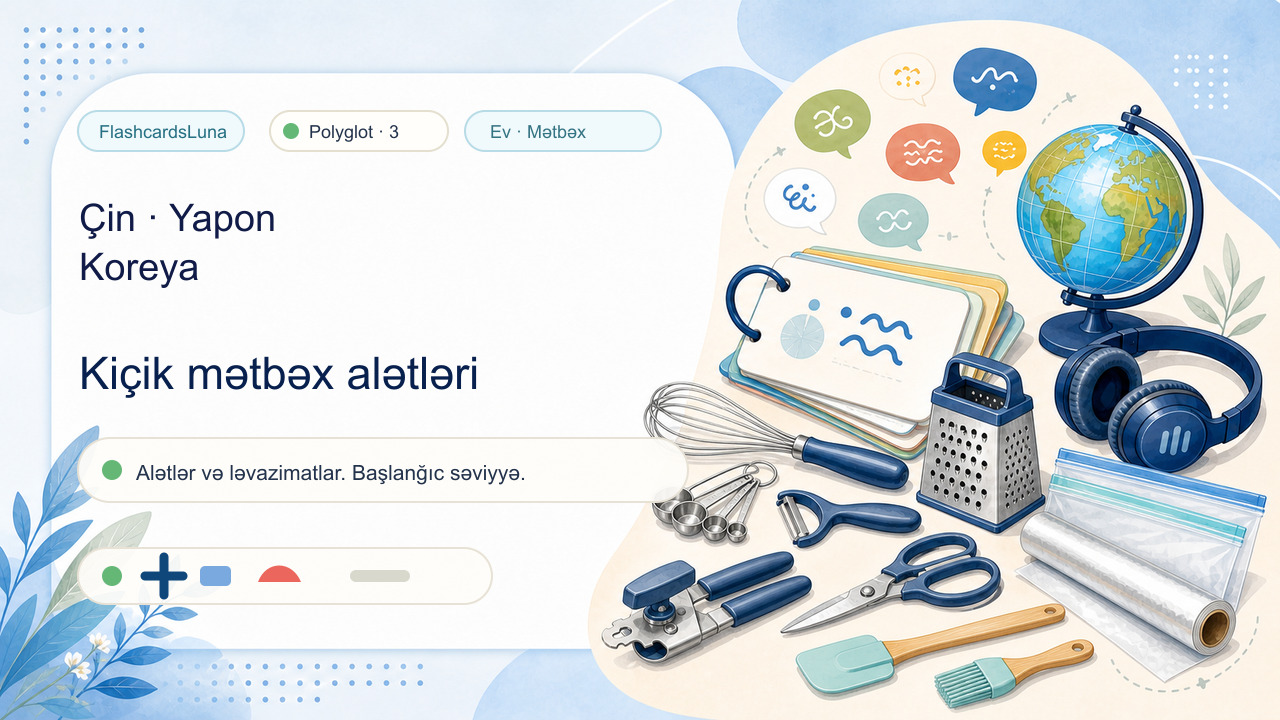 FlashcardsLuna
Polyglot · 3
Ev · Mətbəx
Çin · Yapon
Koreya
Kiçik mətbəx alətləri
Alətlər və ləvazimatlar. Başlanğıc səviyyə.